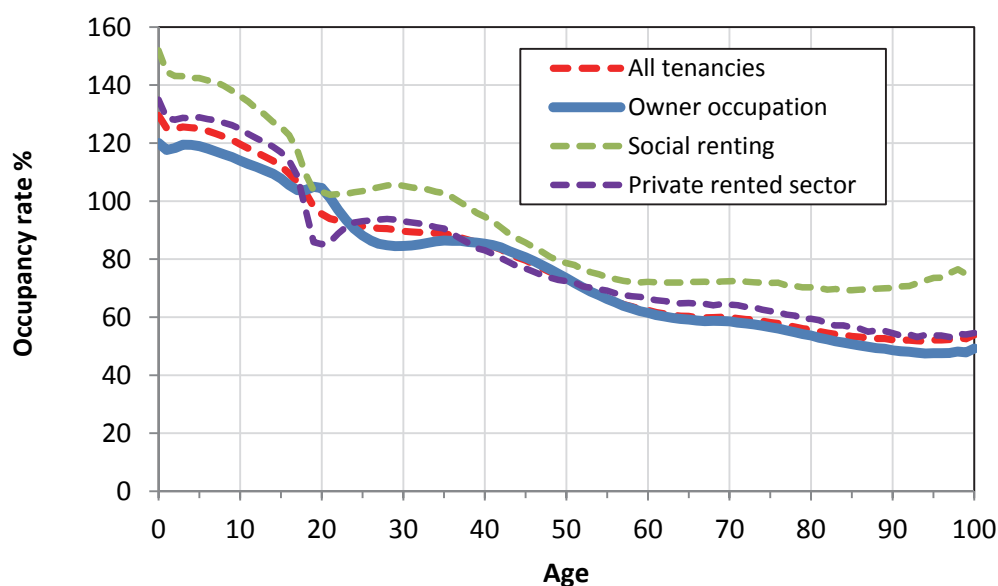 Occupancy rate %
160
140
120
100
80
60
40
20
0
All tenancies
Owner occupation
Social renting
Private rented sector
0 10 20 30 40 50 60 70 80 90 100
Age